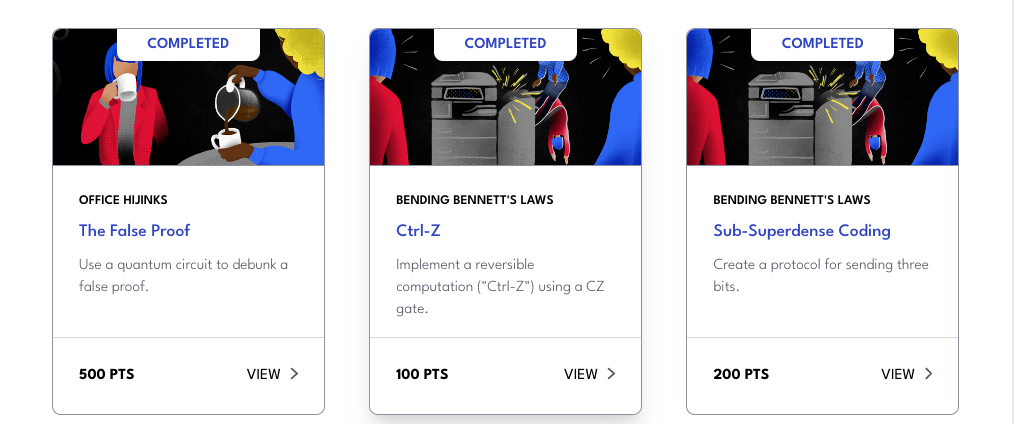 COMPLETED
OFFICE HIJINKS
The False Proof
Use a quantum circuit to debunk a
false proof.
500 PTS
VIEW
COMPLETED
BENDING BENNETT'S LAWS
Ctrl-Z
Implement a reversible
computation ("Ctrl-Z") using a CZ
gate.
100 PTS
VIEW
COMPLETED
BENDING BENNETT'S LAWS
Sub-Superdense Coding
Create a protocol for sending three
bits.
200 PTS
VIEW